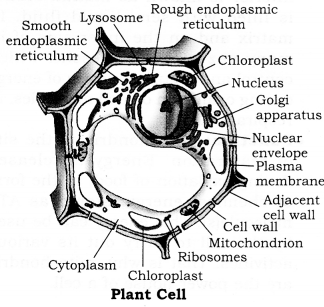 Lysosome
Rough endoplasmic
reticulum
Smooth
endoplasmic
reticulum
Chloroplast
Nucleus
Golgi
apparatus
Nuclear
envelope
Plasma
membrane
Adjacent
cell wall
Cell wall
Mitochondrion
Ribosomes
Cytoplasm
Chloroplast
Plant Cell